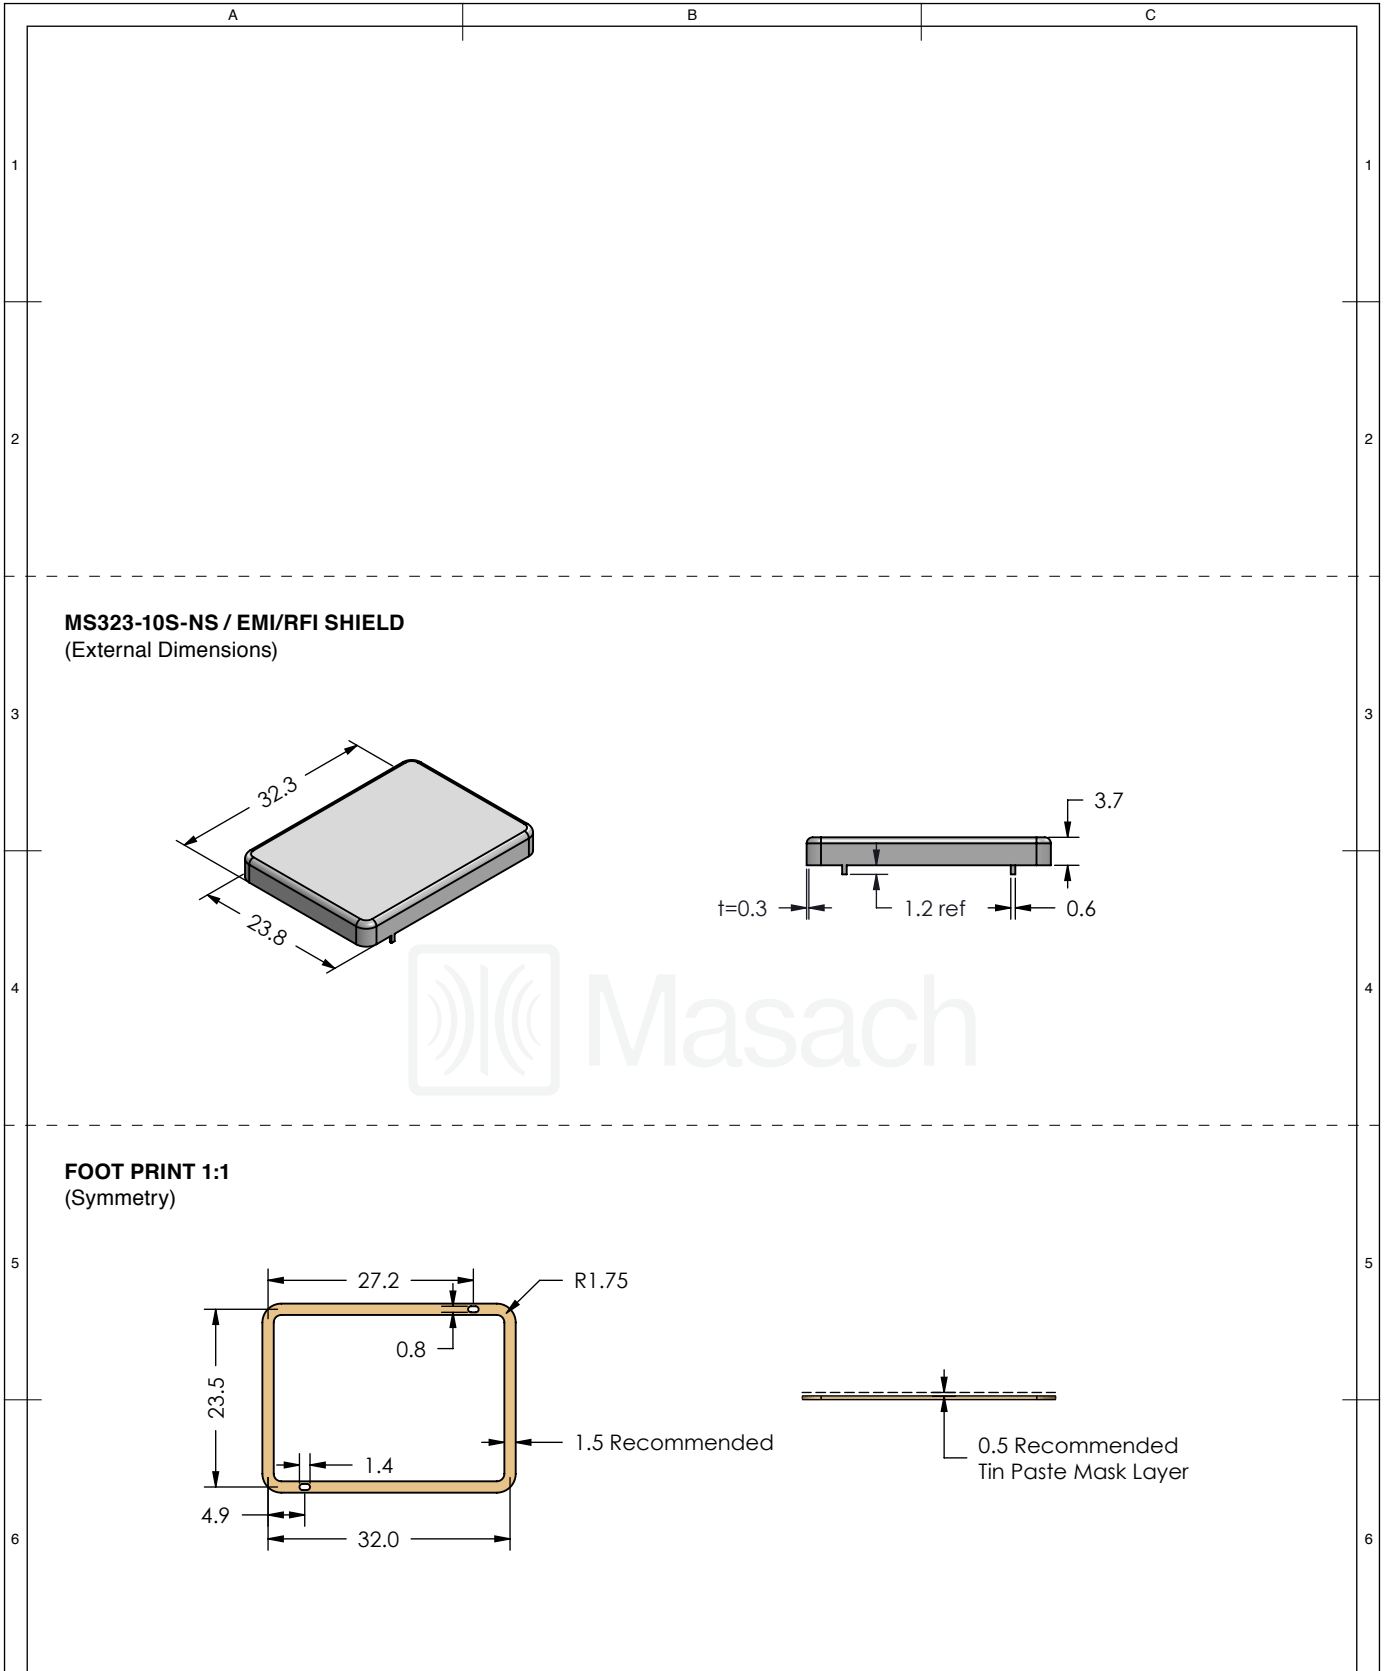 A B C
1 1
2 2
MS323-10S-NS / EMI/RFI SHIELD
(External Dimensions)
3 3
32.3
23.8
3.7
t=0.3
1.2 ref
0.6
4 4
Masach
FOOT PRINT 1:1
(Symmetry)
5 5
27.2
R1.75
0.8
23.5
1.5 Recommended
1.4
4.9
32.0
0.5 Recommended
Tin Paste Mask Layer
6 6